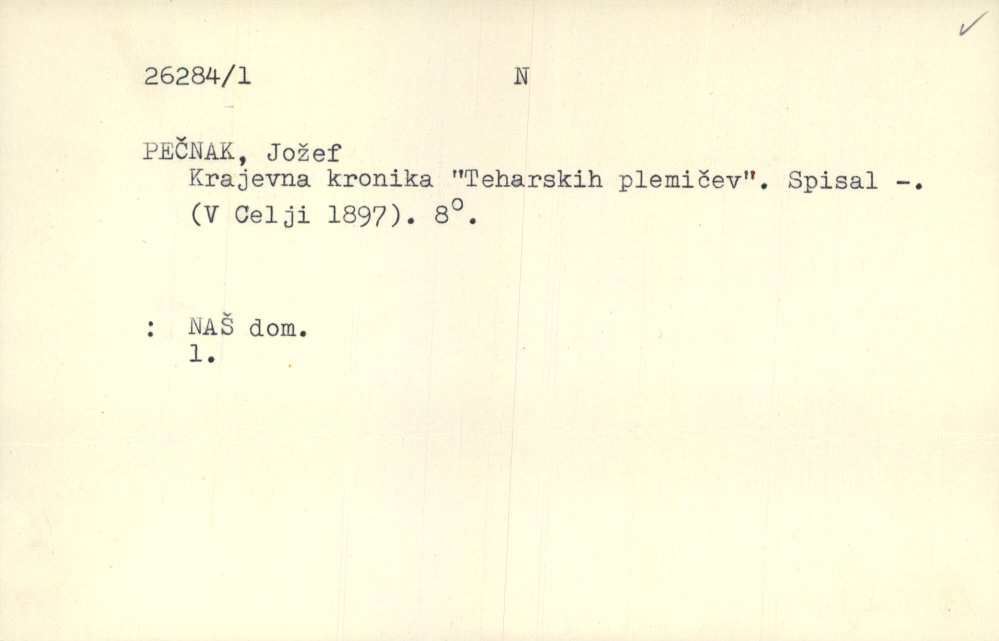 26284/1 N
PEČNAK, Jožef
Krajevna kronika "Teharskih plemičev". Spisal -.
(V Celji 1897). 8°.
: NAŠ dom.
1.